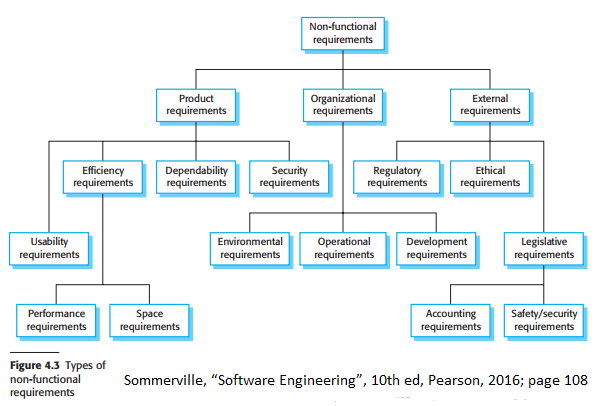 Non-functional
requirements
Product
requirements
Organizational
requirements
External
requirements
Efficiency
requirements
Dependability
requirements
Security
requirements
Regulatory
requirements
Ethical
requirements
Usability
requirements
Environmental
requirements
Operational
requirements
Development
requirements
Legislative
requirements
Performance
requirements
Space
requirements
Accounting
requirements
Safety/security
requirements
Figure 4.3 Types of
non-functional
requirements
Sommerville, “Software Engineering”, 10th ed, Pearson, 2016; page 108